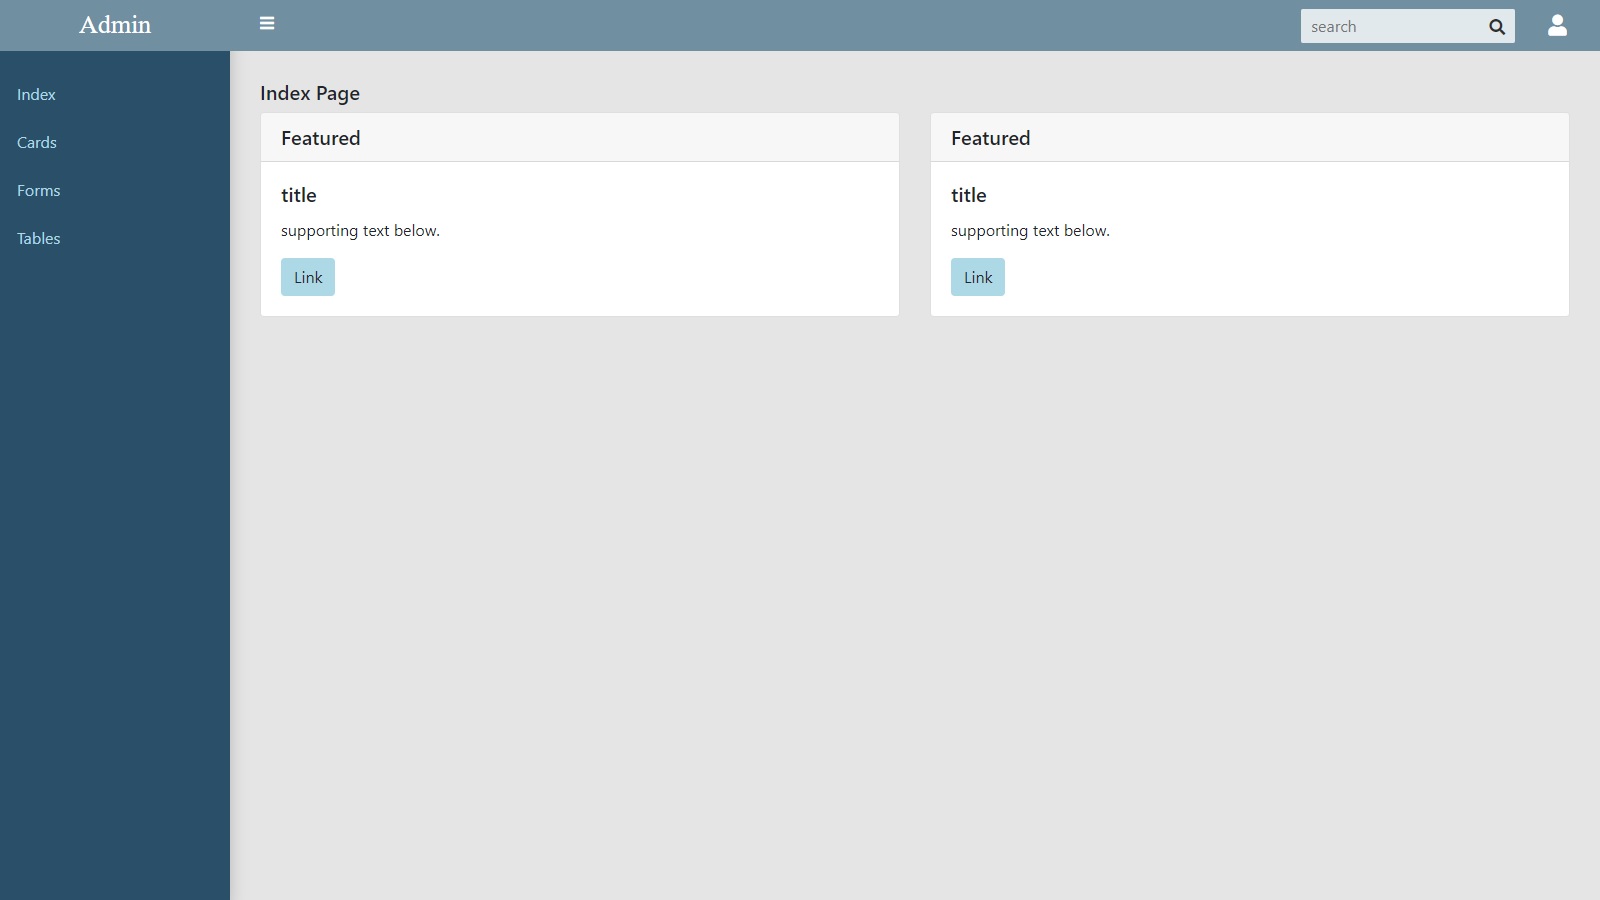 Admin
search
Index
Cards
Forms
Tables
Index Page
Featured
title
supporting text below.
Link
Featured
title
supporting text below.
Link